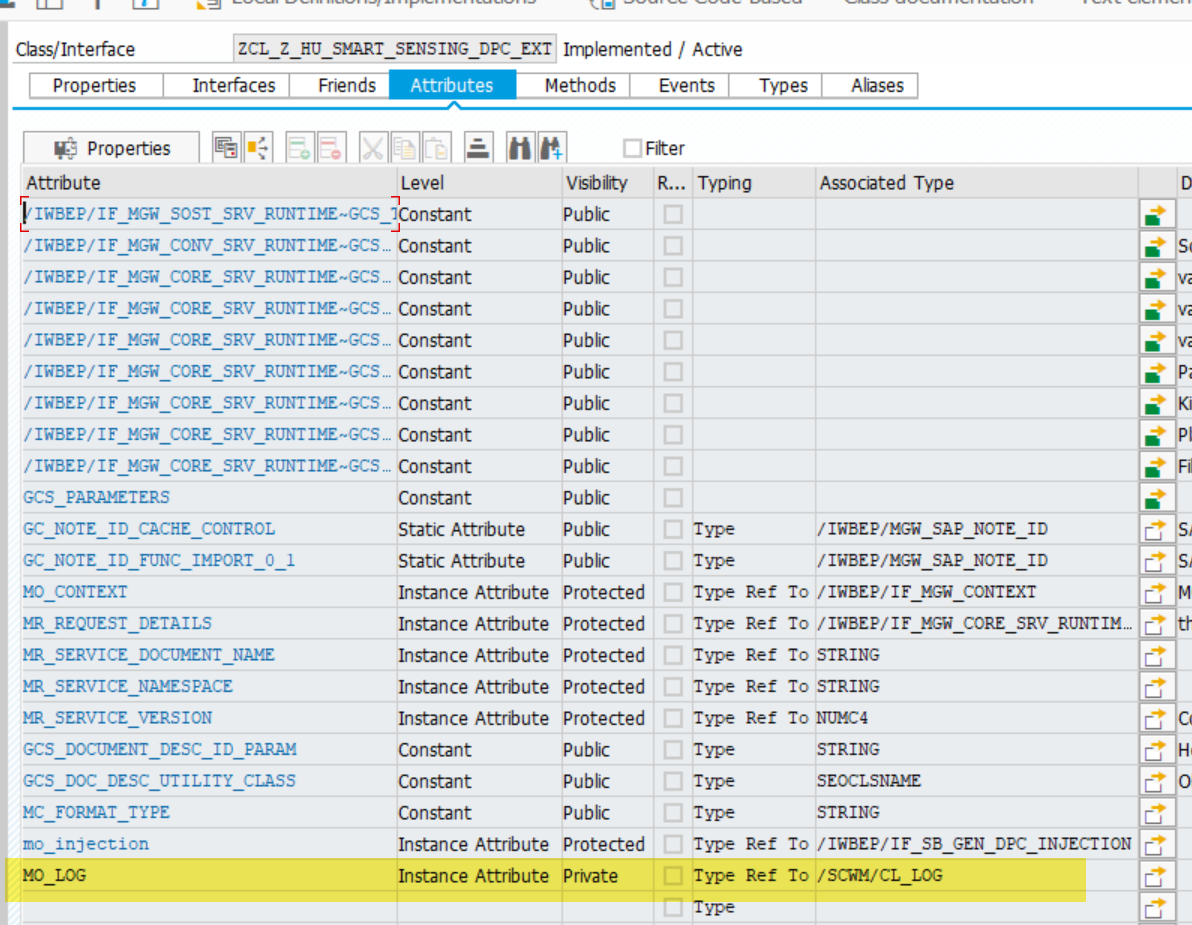 Local Definitions/Implementations Source Code-Based Class documentation
Class/Interface ZCL_Z_HU_SMART_SENSING_DPC_EXT Implemented / Active
Properties Interfaces Friends Attributes Methods Events Types Aliases
Properties Filter
Attribute Level Visibility R... Typing Associated Type D
/IWBEP/IF_MGW_SOST_SRV_RUNTIME~GCS_ Constant Public
/IWBEP/IF_MGW_CONV_SRV_RUNTIME~GCS... Constant Public
/IWBEP/IF_MGW_CORE_SRV_RUNTIME~GCS... Constant Public va
/IWBEP/IF_MGW_CORE_SRV_RUNTIME~GCS... Constant Public va
/IWBEP/IF_MGW_CORE_SRV_RUNTIME~GCS... Constant Public va
/IWBEP/IF_MGW_CORE_SRV_RUNTIME~GCS... Constant Public Pa
/IWBEP/IF_MGW_CORE_SRV_RUNTIME~GCS... Constant Public Ki
/IWBEP/IF_MGW_CORE_SRV_RUNTIME~GCS... Constant Public Pl
/IWBEP/IF_MGW_CORE_SRV_RUNTIME~GCS... Constant Public Fi
GCS_PARAMETERS Constant Public
GC_NOTE_ID_CACHE_CONTROL Static Attribute Public Type /IWBEP/MGW_SAP_NOTE_ID SA
GC_NOTE_ID_FUNC_IMPORT_0_1 Static Attribute Public Type /IWBEP/MGW_SAP_NOTE_ID SA
MO_CONTEXT Instance Attribute Protected Type Ref To /IWBEP/IF_MGW_CONTEXT M
MR_REQUEST_DETAILS Instance Attribute Protected Type Ref To /IWBEP/IF_MGW_CORE_SRV_RUNTIM... th
MR_SERVICE_DOCUMENT_NAME Instance Attribute Protected Type Ref To STRING
MR_SERVICE_NAMESPACE Instance Attribute Protected Type Ref To STRING
MR_SERVICE_VERSION Instance Attribute Protected Type Ref To NUMC4 Co
GCS_DOCUMENT_DESC_ID_PARAM Constant Public Type STRING He
GCS_DOC_DESC_UTILITY_CLASS Constant Public Type SEOCLSNAME O
MC_FORMAT_TYPE Constant Public Type STRING
mo_injection Instance Attribute Protected Type Ref To /IWBEP/IF_SB_GEN_DPC_INJECTION
MO_LOG Instance Attribute Private Type Ref To /SCWM/CL_LOG
Type